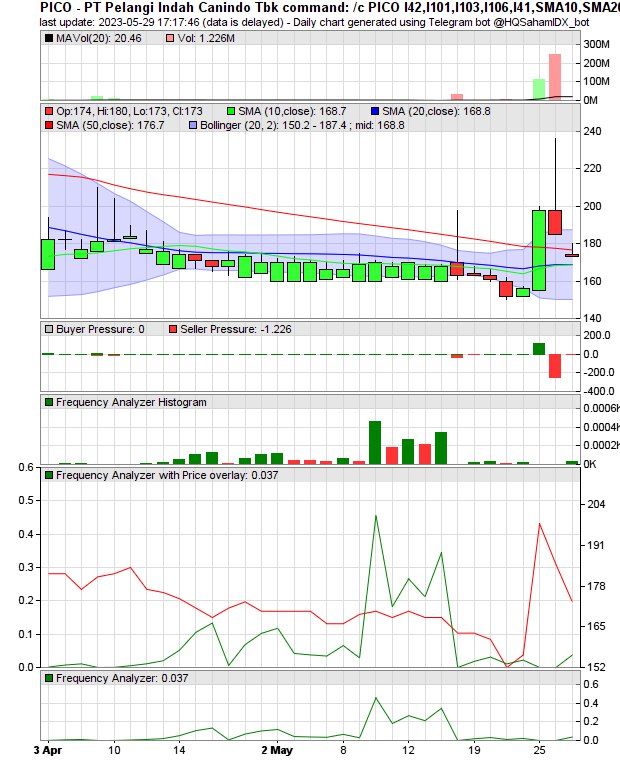 PICO - PT Pelangi Indah Canindo Tbk command: /c PICO I42,I101,I103,I106,I41,SMA10,SMA20
last update: 2023-05-29 17:17:46 (data is delayed) - Daily chart generated using Telegram bot @HQSahamIDX_bot
MAVol(20): 20.46 Vol: 1.226M
300M
200M
100M
0M
Op:174, Hi:180, Lo:173, Cl:173 SMA (10,close): 168.7 SMA (20,close): 168.8
SMA (50,close): 176.7 Bollinger (20, 2): 150.2 - 187.4 ; mid: 168.8
240
220
200
180
160
140
Buyer Pressure: 0 Seller Pressure: -1.226
200.0
0.0
-200.0
-400.0
Frequency Analyzer Histogram
0.0006K
0.0004K
0.0002K
0K
Frequency Analyzer with Price overlay: 0.037
0.6
0.5
0.4
0.3
0.2
0.1
0.0
204
191
178
165
152
Frequency Analyzer: 0.037
0.6
0.4
0.2
0.0
3 Apr 10 14 2 May 8 12 19 25